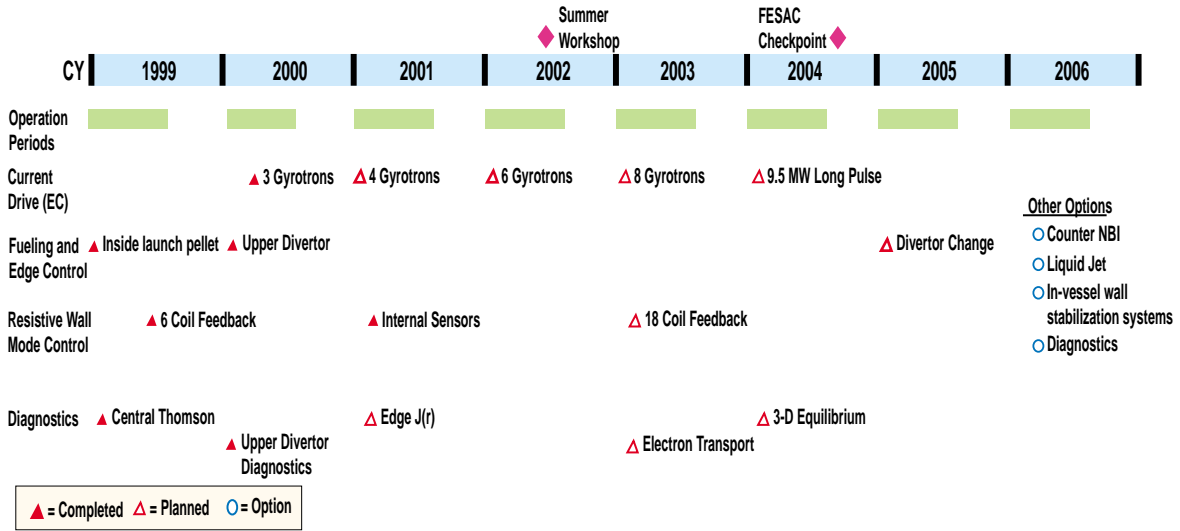 Summer
Workshop
FESAC
Checkpoint
CY 1999 2000 2001 2002 2003 2004 2005 2006
Operation
Periods
Current
Drive (EC)
3 Gyrotrons 4 Gyrotrons 6 Gyrotrons 8 Gyrotrons 9.5 MW Long Pulse
Fueling and
Edge Control
Inside launch pellet Upper Divertor Divertor Change
Resistive Wall
Mode Control
6 Coil Feedback Internal Sensors 18 Coil Feedback
Diagnostics
Central Thomson Edge J(r) 3-D Equilibrium
Upper Divertor
Diagnostics
Electron Transport
Other Options
Counter NBI
Liquid Jet
In-vessel wall
stabilization systems
Diagnostics
= Completed = Planned = Option